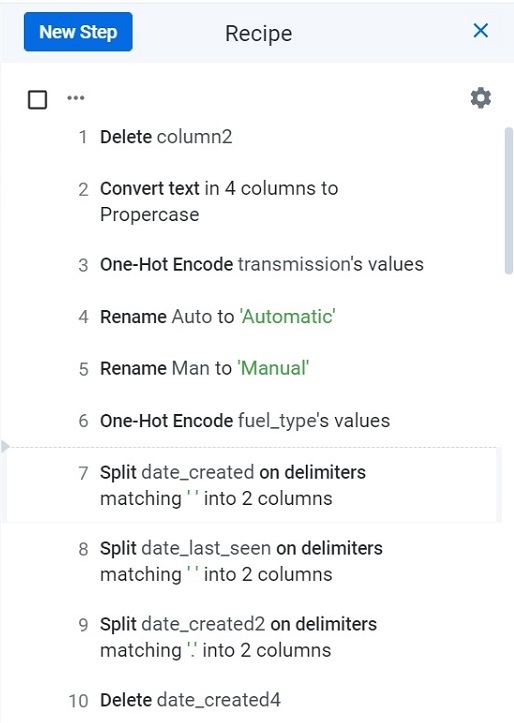 New Step
Recipe
1 Delete column2
2 Convert text in 4 columns to
Propercase
3 One-Hot Encode transmission's values
4 Rename Auto to 'Automatic'
5 Rename Man to 'Manual'
6 One-Hot Encode fuel_type's values
7 Split date_created on delimiters
matching ' ' into 2 columns
8 Split date_last_seen on delimiters
matching ' ' into 2 columns
9 Split date_created2 on delimiters
matching '.' into 2 columns
10 Delete date_created4